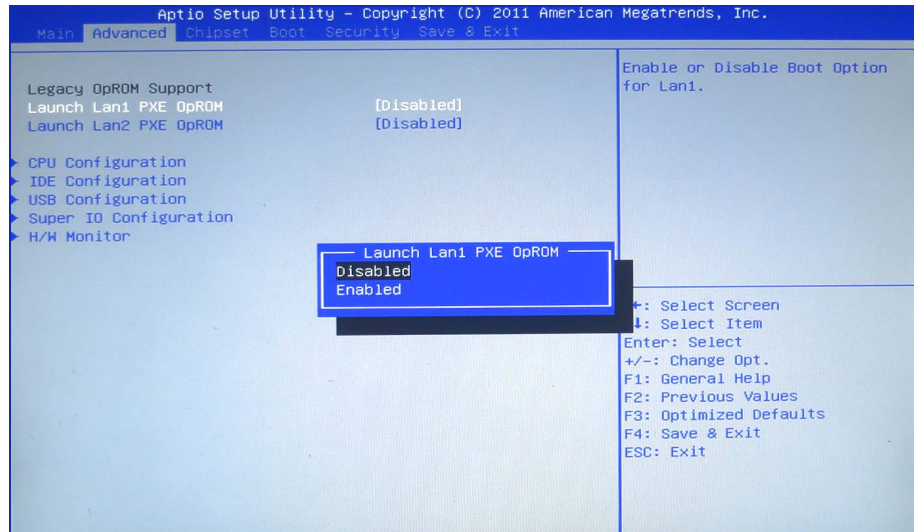 Aptio Setup Utility – Copyright (C) 2011 American Megatrends, Inc.
Main Advanced Chipset Boot Security Save & Exit
Legacy OpROM Support
Launch Lan1 PXE OpROM [Disabled]
Launch Lan2 PXE OpROM [Disabled]
▶ CPU Configuration
▶ IDE Configuration
▶ USB Configuration
▶ Super IO Configuration
▶ H/W Monitor
Launch Lan1 PXE OpROM
Disabled
Enabled
Enable or Disable Boot Option
for Lan1.
: Select Screen
: Select Item
Enter: Select
+/-: Change Opt.
F1: General Help
F2: Previous Values
F3: Optimized Defaults
F4: Save & Exit
ESC: Exit